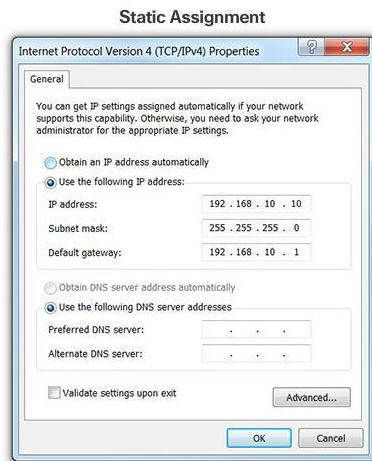 Static Assignment
Internet Protocol Version 4 (TCP/IPv4) Properties
General
You can get IP settings assigned automatically if your network
supports this capability. Otherwise, you need to ask your network
administrator for the appropriate IP settings.
Obtain an IP address automatically
Use the following IP address:
IP address: 192 . 168 . 10 . 10
Subnet mask: 255 . 255 . 255 . 0
Default gateway: 192 . 168 . 10 . 1
Obtain DNS server address automatically
Use the following DNS server addresses
Preferred DNS server: . . .
Alternate DNS server: . . .
Validate settings upon exit
Advanced...
OK Cancel